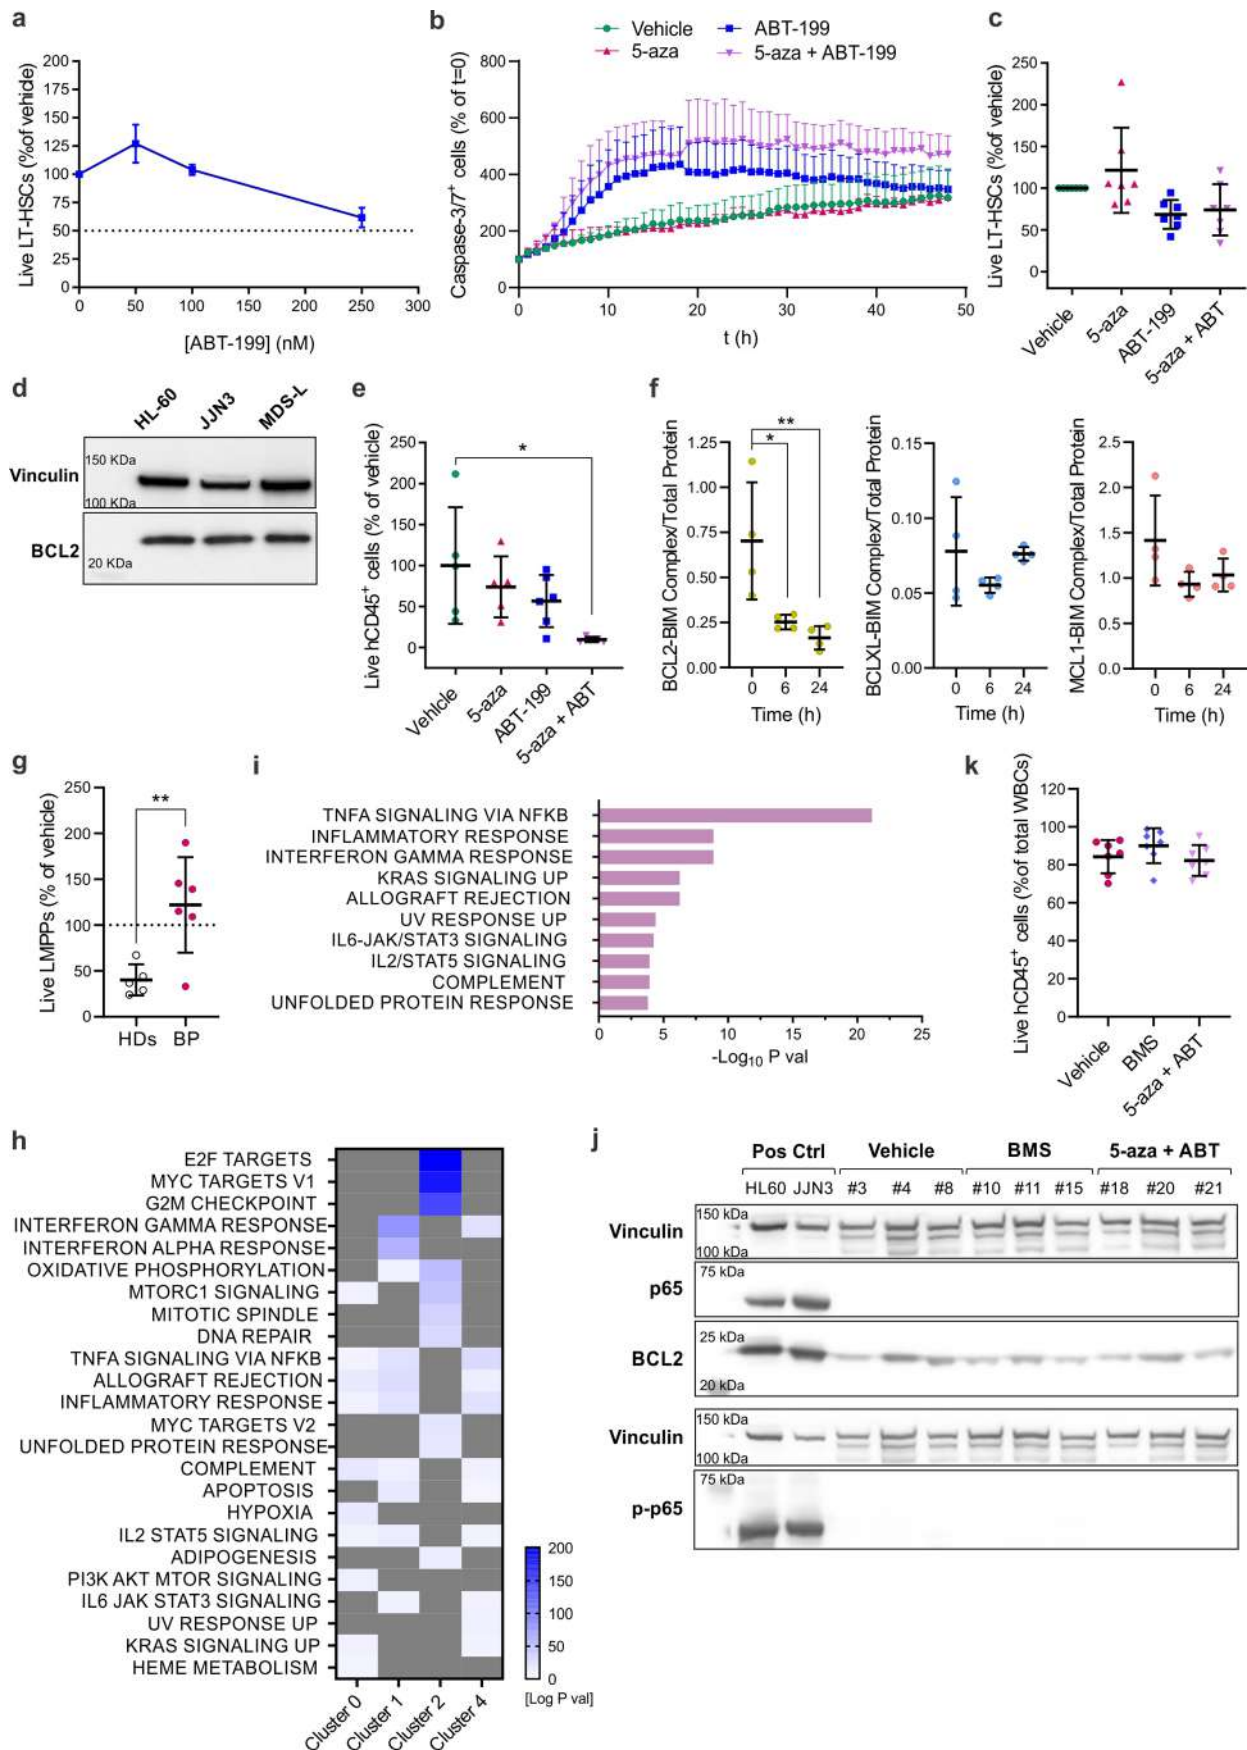 a
Live LT-HSCs (%of vehicle)
200
175
150
125
100
75
50
25
0
0 50 100 150 200 250 300
[ABT-199] (nM)
b
Vehicle
5-aza
ABT-199
5-aza + ABT-199
Caspase-3/7⁺ cells (% of t=0)
800
600
400
200
0
0 10 20 30 40 50
t (h)
c
Live LT-HSCs (%of vehicle)
250
200
150
100
50
0
Vehicle
5-aza
ABT-199
5-aza + ABT
d
HL-60 JJN3 MDS-L
Vinculin
150 KDa
100 KDa
BCL2
20 KDa
e
Live hCD45⁺ cells (% of vehicle)
250
200
150
100
50
0
*
Vehicle
5-aza
ABT-199
5-aza + ABT
f
BCL2-BIM Complex/Total Protein
1.25
1.00
0.75
0.50
0.25
0.00
**
*
0 6 24
Time (h)
BCLXL-BIM Complex/Total Protein
0.15
0.10
0.05
0.00
0 6 24
Time (h)
MCL1-BIM Complex/Total Protein
2.5
2.0
1.5
1.0
0.5
0.0
0 6 24
Time (h)
g
Live LMPPs (% of vehicle)
250
200
150
100
50
0
**
HDs BP
i
TNFA SIGNALING VIA NFKB
INFLAMMATORY RESPONSE
INTERFERON GAMMA RESPONSE
KRAS SIGNALING UP
ALLOGRAFT REJECTION
UV RESPONSE UP
IL6-JAK/STAT3 SIGNALING
IL2/STAT5 SIGNALING
COMPLEMENT
UNFOLDED PROTEIN RESPONSE
0 5 10 15 20 25
-Log₁₀ P val
k
Live hCD45⁺ cells (%of total WBCs)
120
100
80
60
40
20
0
Vehicle
BMS
5-aza + ABT
h
E2F TARGETS
MYC TARGETS V1
G2M CHECKPOINT
INTERFERON GAMMA RESPONSE
INTERFERON ALPHA RESPONSE
OXIDATIVE PHOSPHORYLATION
MTORC1 SIGNALING
MITOTIC SPINDLE
DNA REPAIR
TNFA SIGNALING VIA NFKB
ALLOGRAFT REJECTION
INFLAMMATORY RESPONSE
MYC TARGETS V2
UNFOLDED PROTEIN RESPONSE
COMPLEMENT
APOPTOSIS
HYPOXIA
IL2 STAT5 SIGNALING
ADIPOGENESIS
PI3K AKT MTOR SIGNALING
IL6 JAK STAT3 SIGNALING
UV RESPONSE UP
KRAS SIGNALING UP
HEME METABOLISM
Cluster 0
Cluster 1
Cluster 2
Cluster 4
200
150
100
50
0
[Log P val]
j
Pos Ctrl Vehicle BMS 5-aza + ABT
HL60 JJN3 #3 #4 #8 #10 #11 #15 #18 #20 #21
Vinculin
150 kDa
100 kDa
p65
75 kDa
BCL2
25 kDa
20 kDa
Vinculin
150 kDa
100 kDa
p-p65
75 kDa